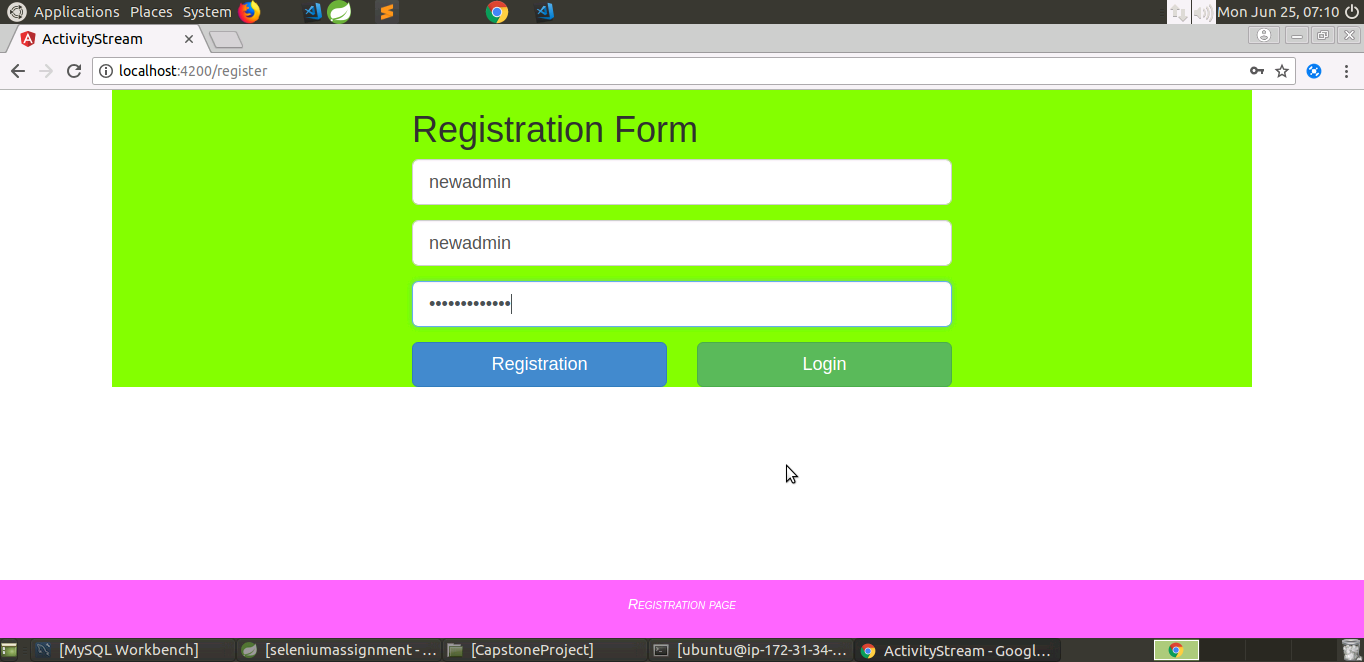 Applications Places System Mon Jun 25, 07:10
ActivityStream
localhost:4200/register
Registration Form
newadmin
newadmin
•••••••••••••
Registration Login
Registration page
[MySQL Workbench] [seleniumassignment - ... [CapstoneProject] [ubuntu@ip-172-31-34-... ActivityStream - Googl...